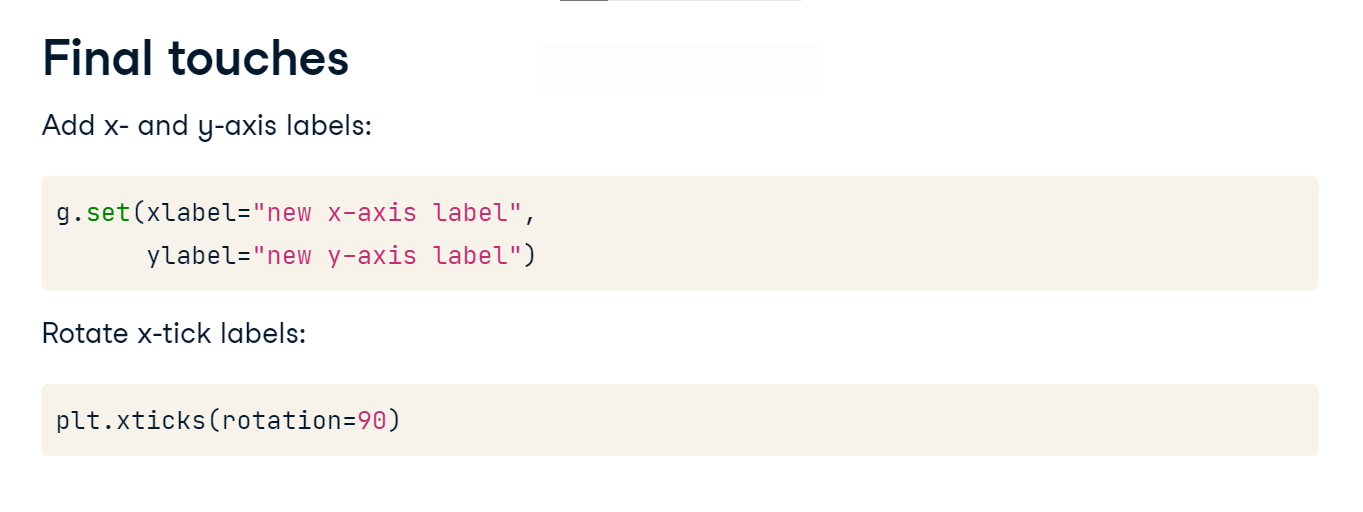 Final touches
Add x- and y-axis labels:
g.set(xlabel="new x-axis label",
ylabel="new y-axis label")
Rotate x-tick labels:
plt.xticks(rotation=90)